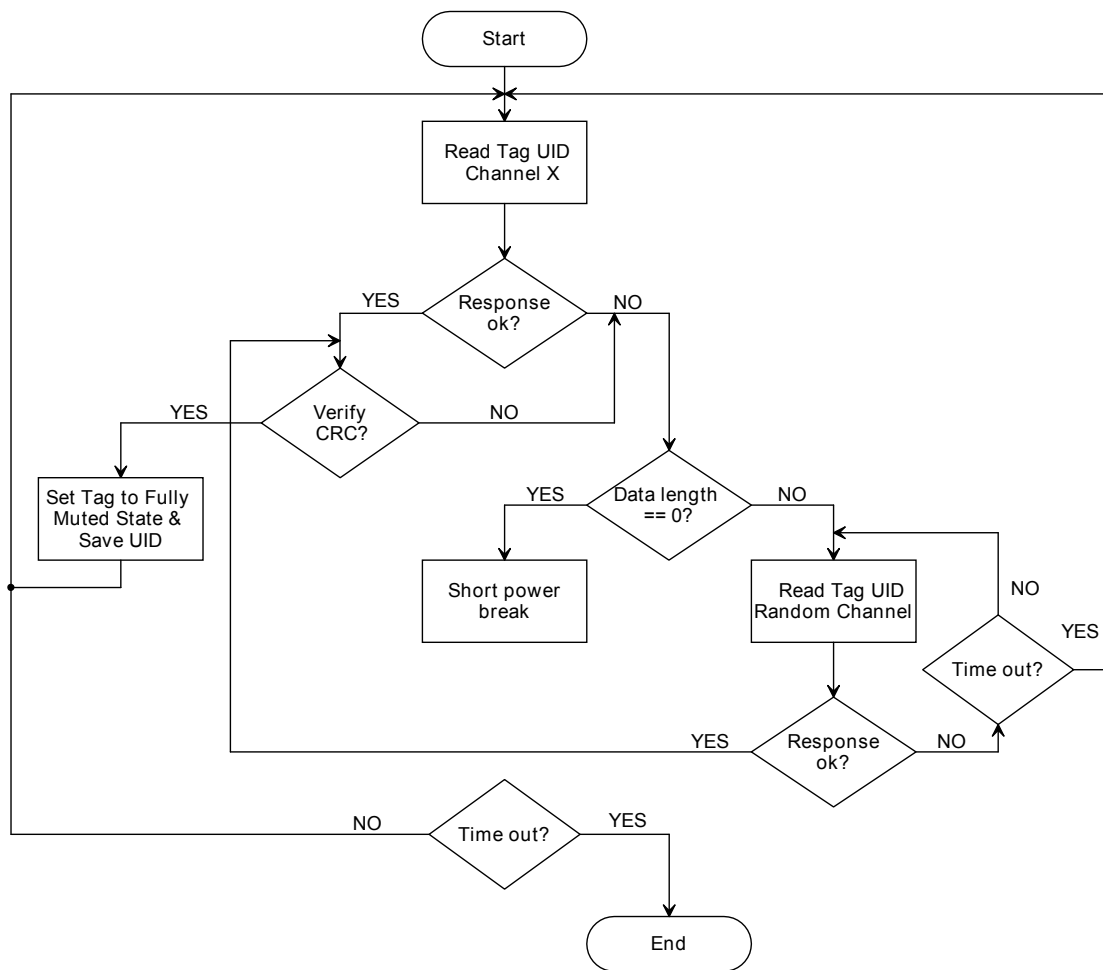 Start
Read Tag UID
Channel X
Response
ok?
YES
NO
Verify
CRC?
YES
NO
Set Tag to Fully
Muted State &
Save UID
Data length
== 0?
YES
NO
Short power
break
Read Tag UID
Random Channel
NO
YES
Time out?
Response
ok?
YES
NO
Time out?
NO
YES
End